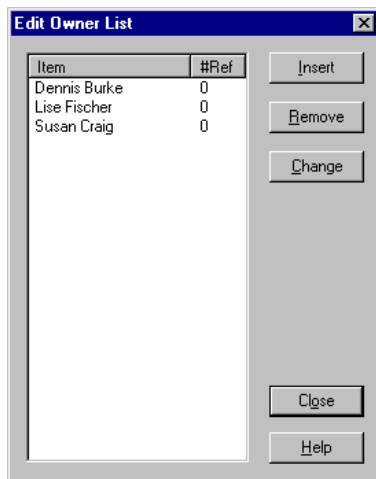 Edit Owner List
Item #Ref
Dennis Burke 0
Lise Fischer 0
Susan Craig 0
Insert
Remove
Change
Close
Help